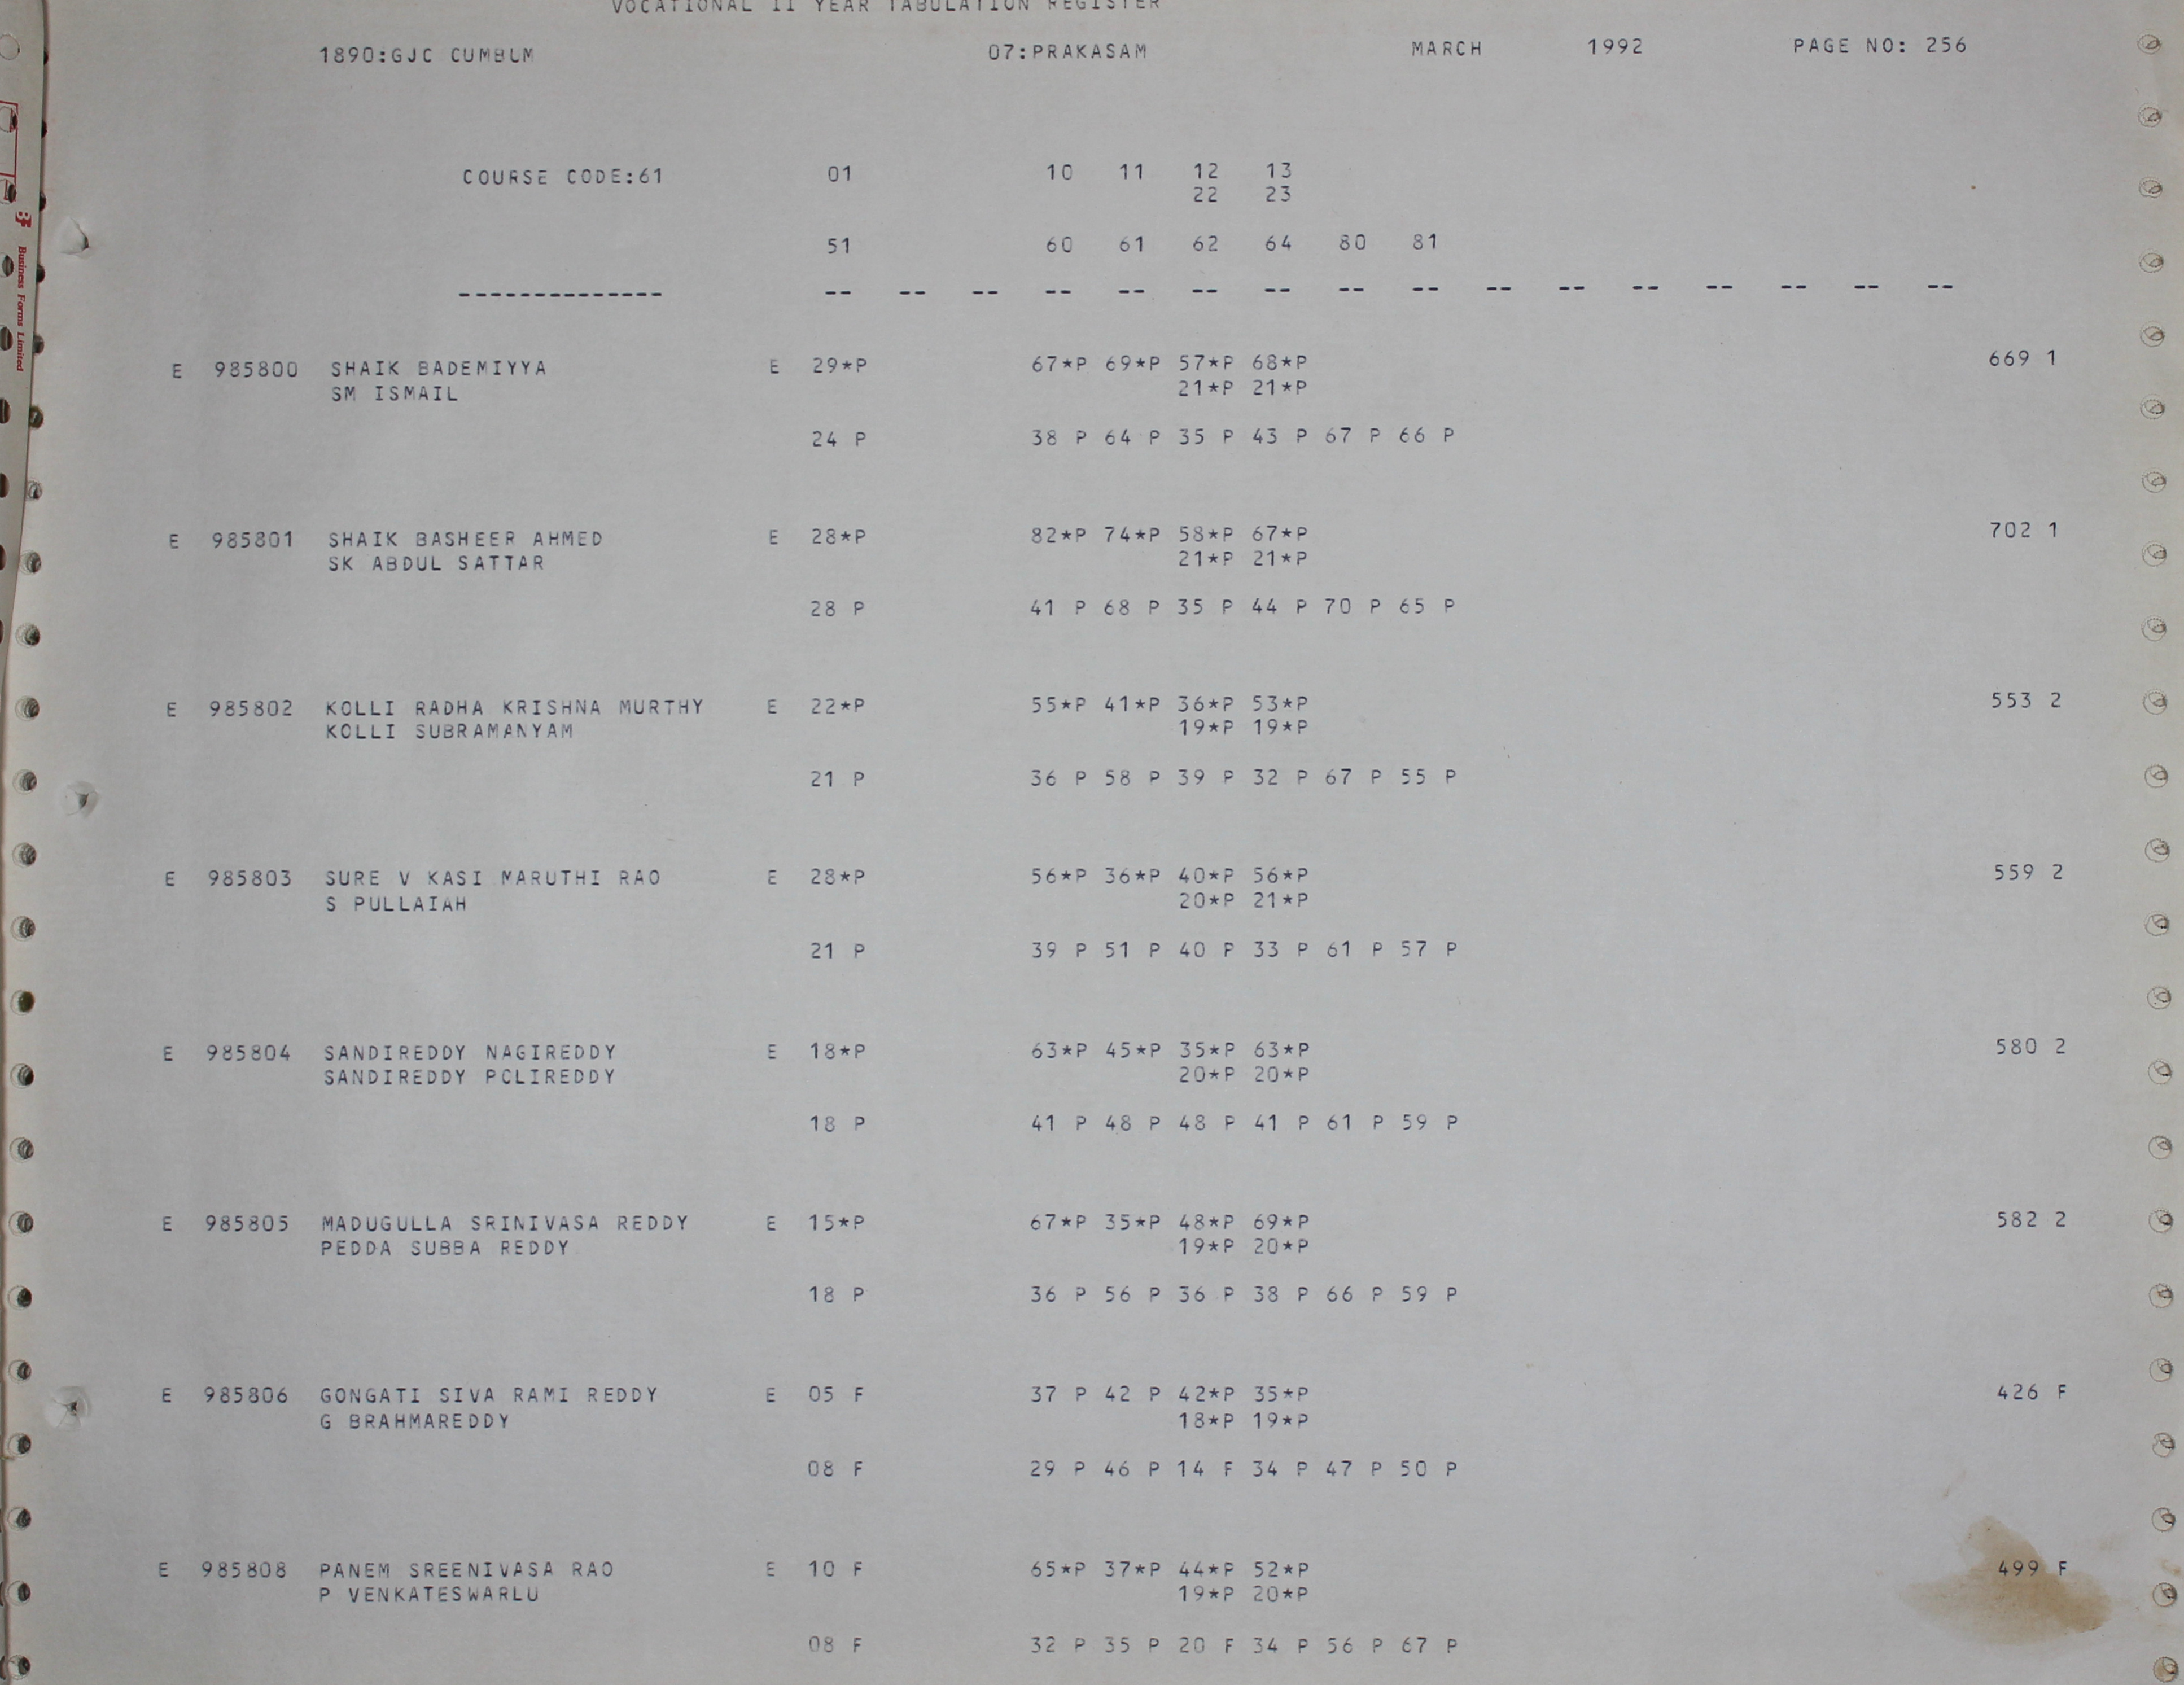 VOCATIONAL II YEAR TABULATION REGISTER
1890:GJC CUMBUM 07:PRAKASAM MARCH 1992 PAGE NO: 256
COURSE CODE:61 01 10 11 12 13
22 23
51 60 61 62 64 80 81
-------------- -- -- -- -- -- -- -- -- -- -- -- -- -- -- -- --
E 985800 SHAIK BADEMIYYA E 29*P 67*P 69*P 57*P 68*P 669 1
SM ISMAIL 21*P 21*P
24 P 38 P 64 P 35 P 43 P 67 P 66 P
E 985801 SHAIK BASHEER AHMED E 28*P 82*P 74*P 58*P 67*P 702 1
SK ABDUL SATTAR 21*P 21*P
28 P 41 P 68 P 35 P 44 P 70 P 65 P
E 985802 KOLLI RADHA KRISHNA MURTHY E 22*P 55*P 41*P 36*P 53*P 553 2
KOLLI SUBRAMANYAM 19*P 19*P
21 P 36 P 58 P 39 P 32 P 67 P 55 P
E 985803 SURE V KASI MARUTHI RAO E 28*P 56*P 36*P 40*P 56*P 559 2
S PULLAIAH 20*P 21*P
21 P 39 P 51 P 40 P 33 P 61 P 57 P
E 985804 SANDIREDDY NAGIREDDY E 18*P 63*P 45*P 35*P 63*P 580 2
SANDIREDDY POLIREDDY 20*P 20*P
18 P 41 P 48 P 48 P 41 P 61 P 59 P
E 985805 MADUGULLA SRINIVASA REDDY E 15*P 67*P 35*P 48*P 69*P 582 2
PEDDA SUBBA REDDY 19*P 20*P
18 P 36 P 56 P 36 P 38 P 66 P 59 P
E 985806 GONGATI SIVA RAMI REDDY E 05 F 37 P 42 P 42*P 35*P 426 F
G BRAHMAREDDY 18*P 19*P
08 F 29 P 46 P 14 F 34 P 47 P 50 P
E 985808 PANEM SREENIVASA RAO E 10 F 65*P 37*P 44*P 52*P 499 F
P VENKATESWARLU 19*P 20*P
08 F 32 P 35 P 20 F 34 P 56 P 67 P
Business Forms Limited